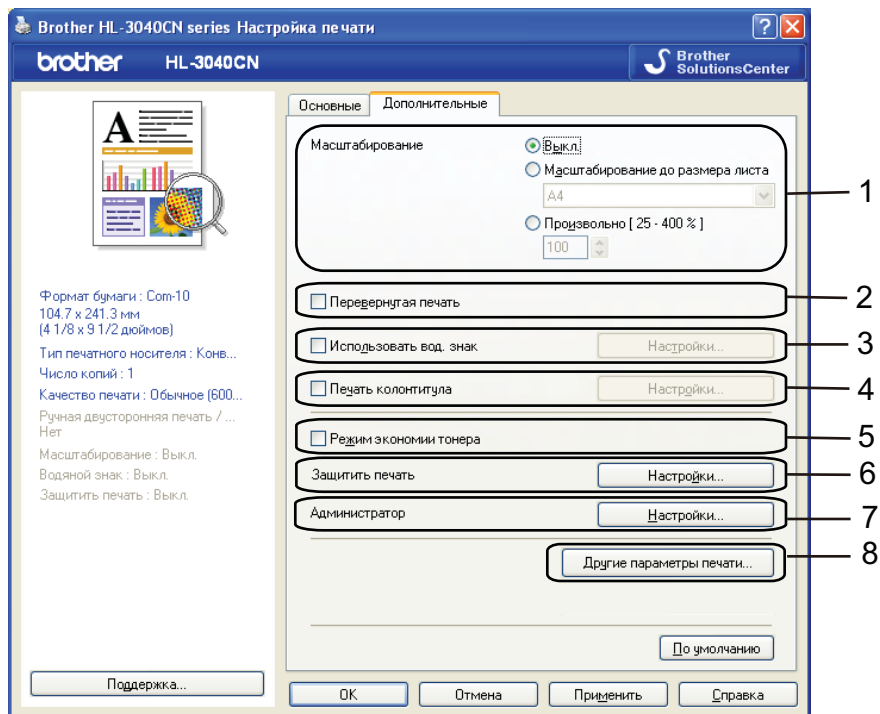 Brother HL-3040CN series Настройка печати
brother HL-3040CN
Brother
SolutionsCenter
A
Формат бумаги : Com-10
104.7 x 241.3 мм
(4 1/8 x 9 1/2 дюймов)
Тип печатного носителя : Конв...
Число копий : 1
Качество печати : Обычное (600...
Ручная двусторонняя печать / ...
Нет
Масштабирование : Выкл.
Водяной знак : Выкл.
Защитить печать : Выкл.
Поддержка...
Основные Дополнительные
Масштабирование Выкл.
Масштабирование до размера листа
A4
Произвольно [ 25 - 400 % ]
100
1
Перевернутая печать 2
Использовать вод. знак Настройки... 3
Печать колонтитула Настройки... 4
Режим экономии тонера 5
Защитить печать Настройки... 6
Администратор Настройки... 7
Другие параметры печати... 8
По умолчанию
OK Отмена Применить Справка